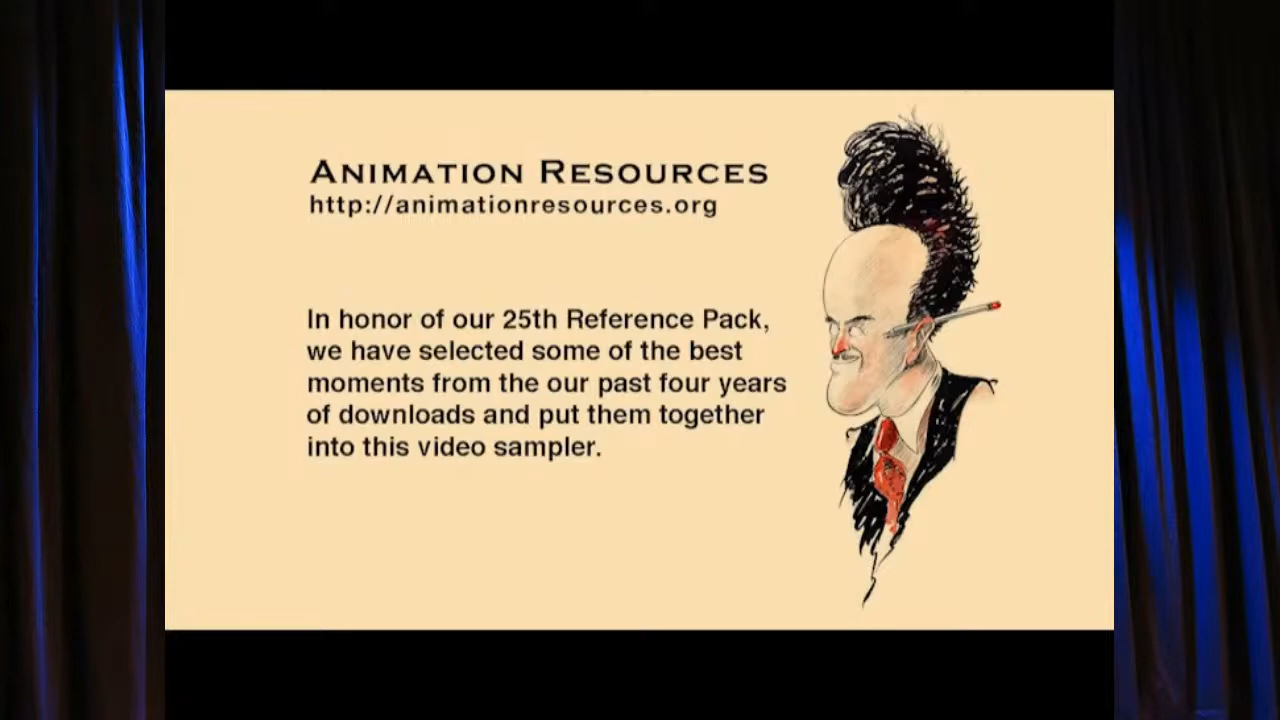 ANIMATION RESOURCES
http://animationresources.org
In honor of our 25th Reference Pack,
we have selected some of the best
moments from the our past four years
of downloads and put them together
into this video sampler.